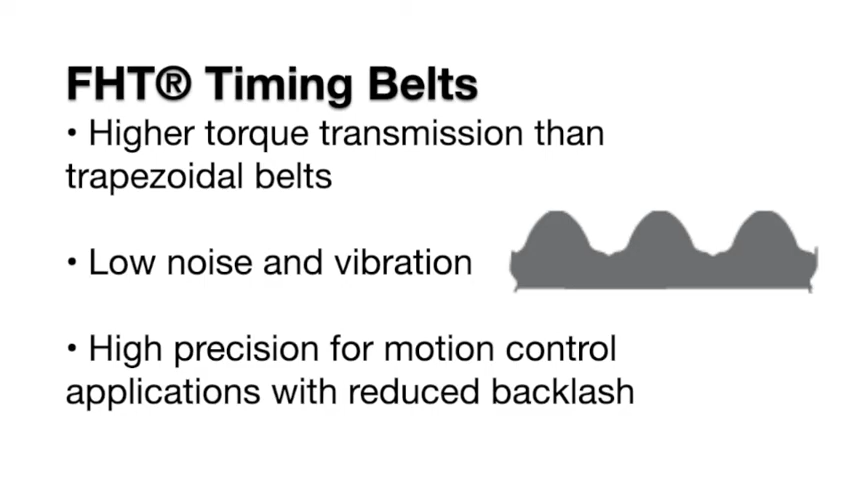 FHT® Timing Belts
• Higher torque transmission than
trapezoidal belts
• Low noise and vibration
• High precision for motion control
applications with reduced backlash